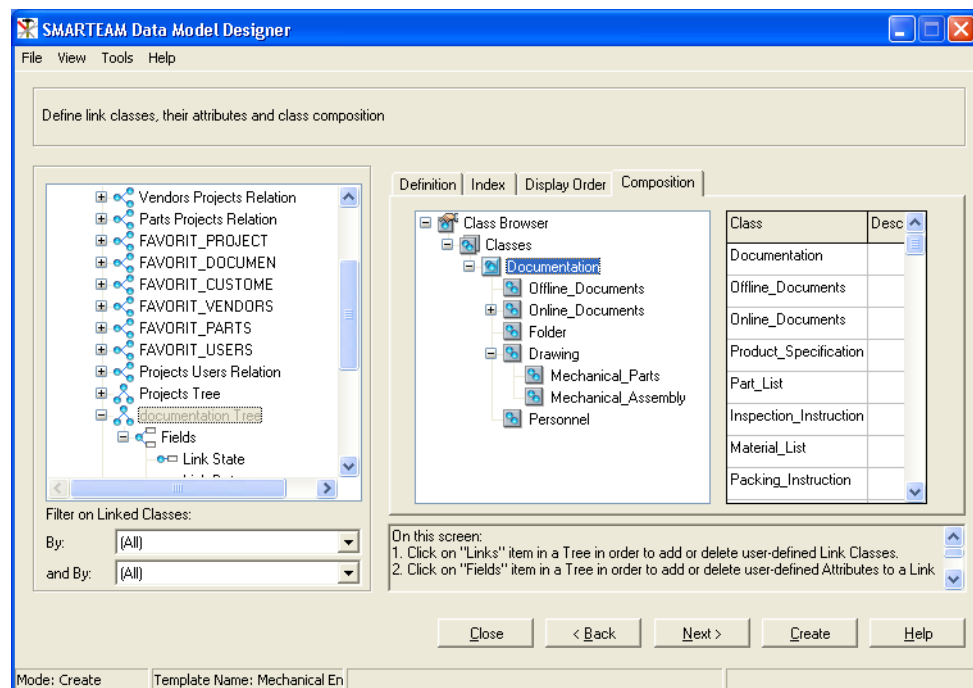 SMARTEAM Data Model Designer
File View Tools Help
Define link classes, their attributes and class composition
Vendors Projects Relation
Parts Projects Relation
FAVORIT_PROJECT
FAVORIT_DOCUMEN
FAVORIT_CUSTOME
FAVORIT_VENDORS
FAVORIT_PARTS
FAVORIT_USERS
Projects Users Relation
Projects Tree
documentation Tree
Fields
Link State
Filter on Linked Classes:
By: (All)
and By: (All)
Definition Index Display Order Composition
Class Browser
Classes
Documentation
Offline_Documents
Online_Documents
Folder
Drawing
Mechanical_Parts
Mechanical_Assembly
Personnel
Class Desc
Documentation
Offline_Documents
Online_Documents
Product_Specification
Part_List
Inspection_Instruction
Material_List
Packing_Instruction
On this screen:
1. Click on "Links" item in a Tree in order to add or delete user-defined Link Classes.
2. Click on "Fields" item in a Tree in order to add or delete user-defined Attributes to a Link
Close < Back Next > Create Help
Mode: Create Template Name: Mechanical En